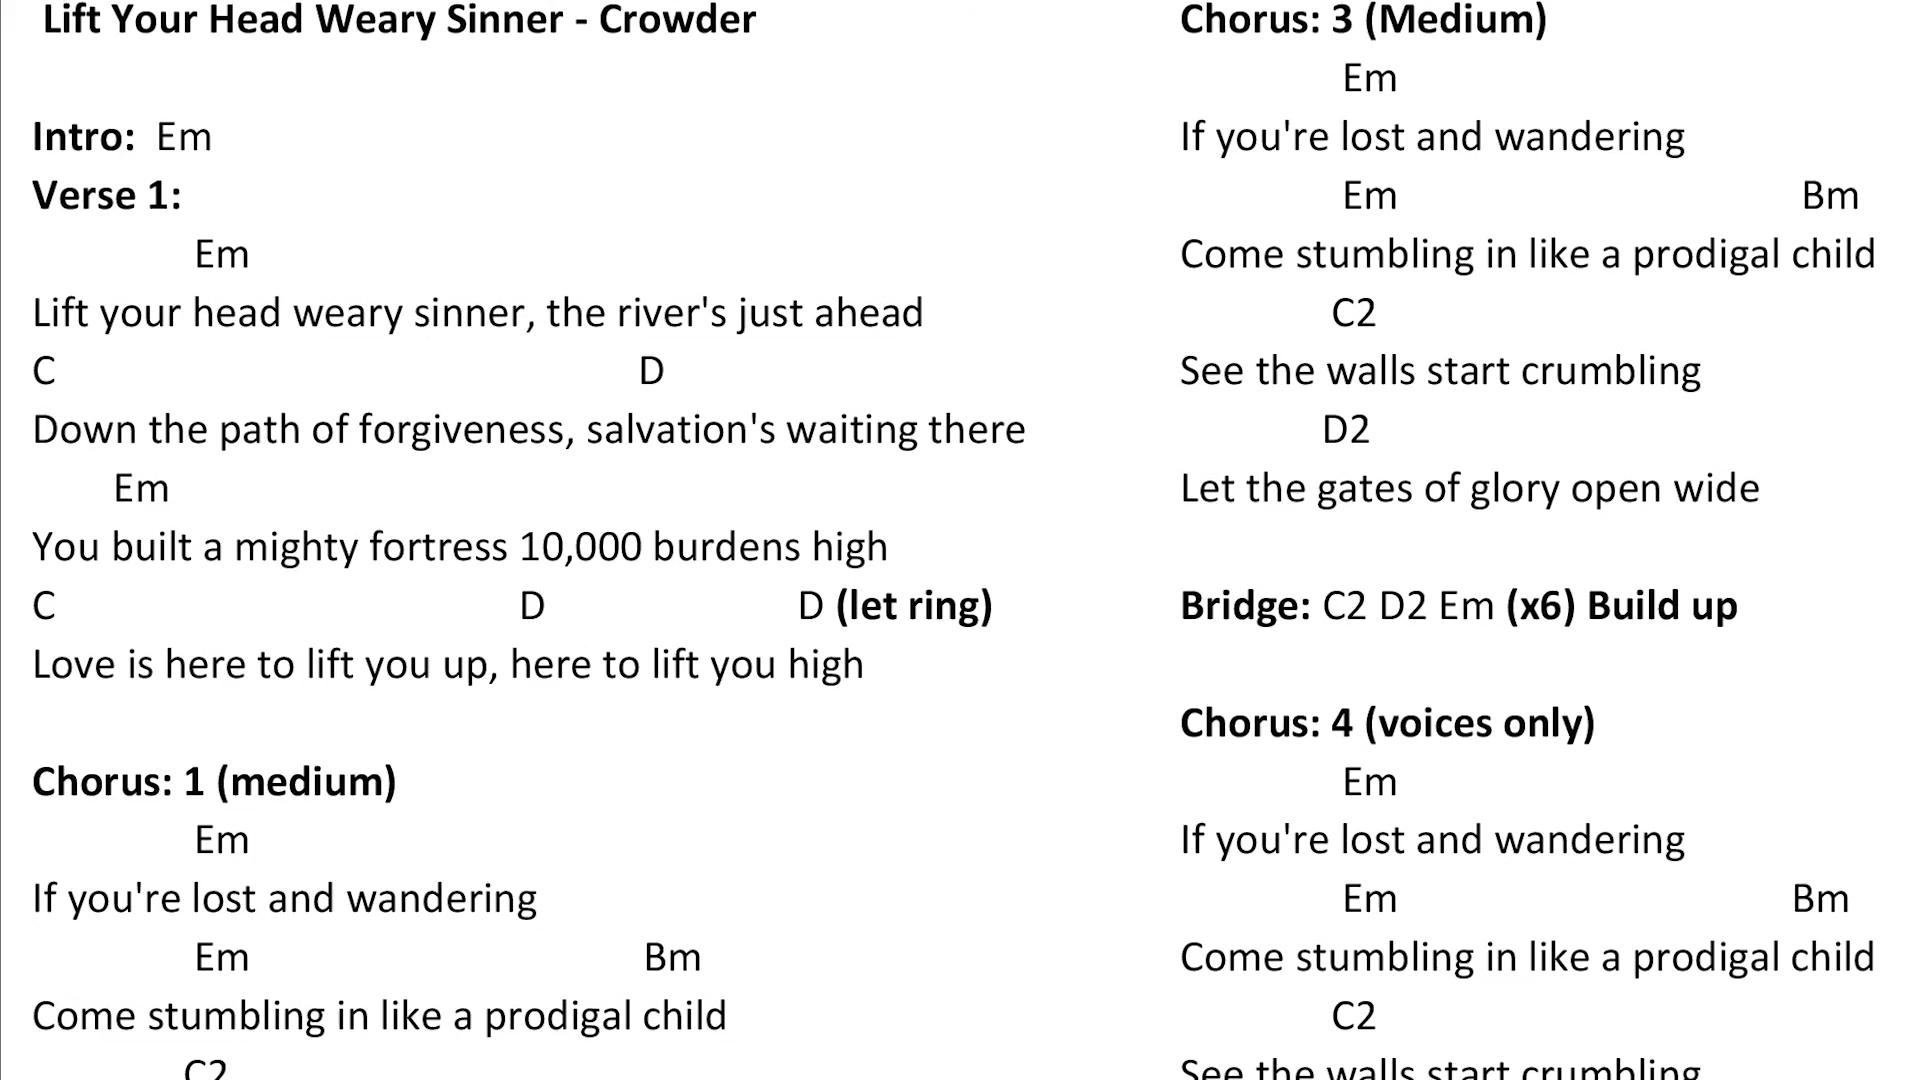 Lift Your Head Weary Sinner - Crowder
Intro: Em
Verse 1:
Em
Lift your head weary sinner, the river's just ahead
C D
Down the path of forgiveness, salvation's waiting there
Em
You built a mighty fortress 10,000 burdens high
C D D (let ring)
Love is here to lift you up, here to lift you high
Chorus: 1 (medium)
Em
If you're lost and wandering
Em Bm
Come stumbling in like a prodigal child
C2
Chorus: 3 (Medium)
Em
If you're lost and wandering
Em Bm
Come stumbling in like a prodigal child
C2
See the walls start crumbling
D2
Let the gates of glory open wide
Bridge: C2 D2 Em (x6) Build up
Chorus: 4 (voices only)
Em
If you're lost and wandering
Em Bm
Come stumbling in like a prodigal child
C2
See the walls start crumbling